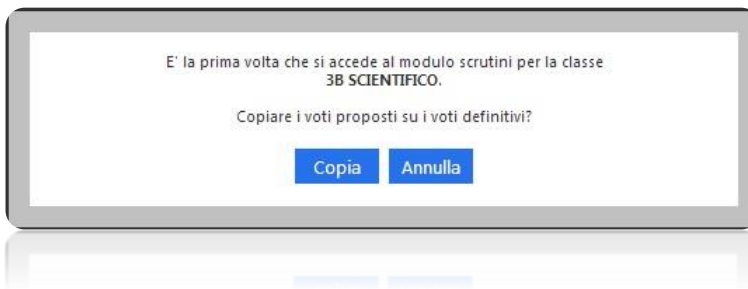 E' la prima volta che si accede al modulo scrutini per la classe
3B SCIENTIFICO.
Copiare i voti proposti su i voti definitivi?
Copia Annulla